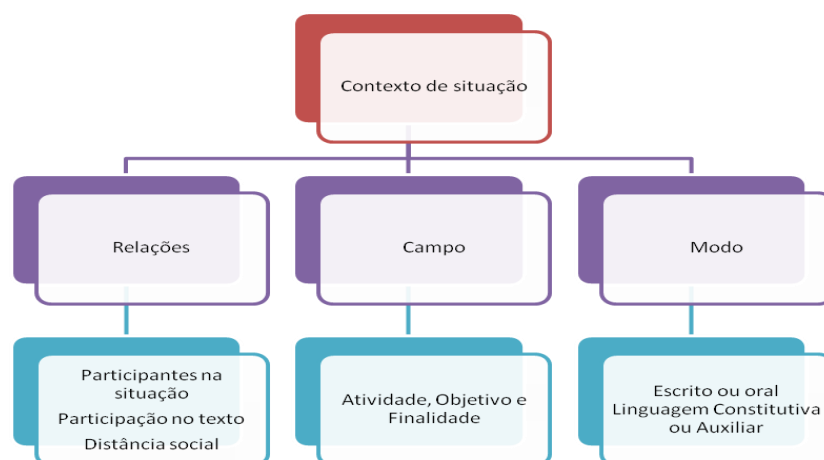 Contexto de situação
Relações
Campo
Modo
Participantes na
situação
Participação no texto
Distância social
Atividade, Objetivo e
Finalidade
Escrito ou oral
Linguagem Constitutiva
ou Auxiliar